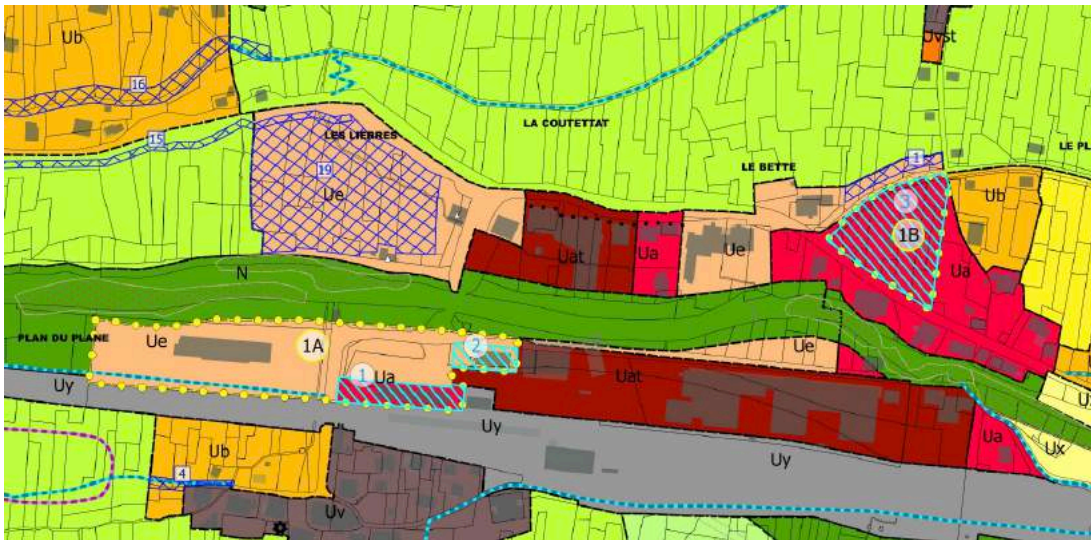 Ub
Uvst
16
15
LES LIEBRES
LA COUTETTAT
19
Ue
LE BETTE
1
LE PL
3
Ub
1B
Uat
Ua
Ue
Ua
N
PLAN DU PLANE
Ue
1A
2
Ue
Uy
1
Ua
Uat
Uy
Uy
Ua
Ux
Ub
4
Uv